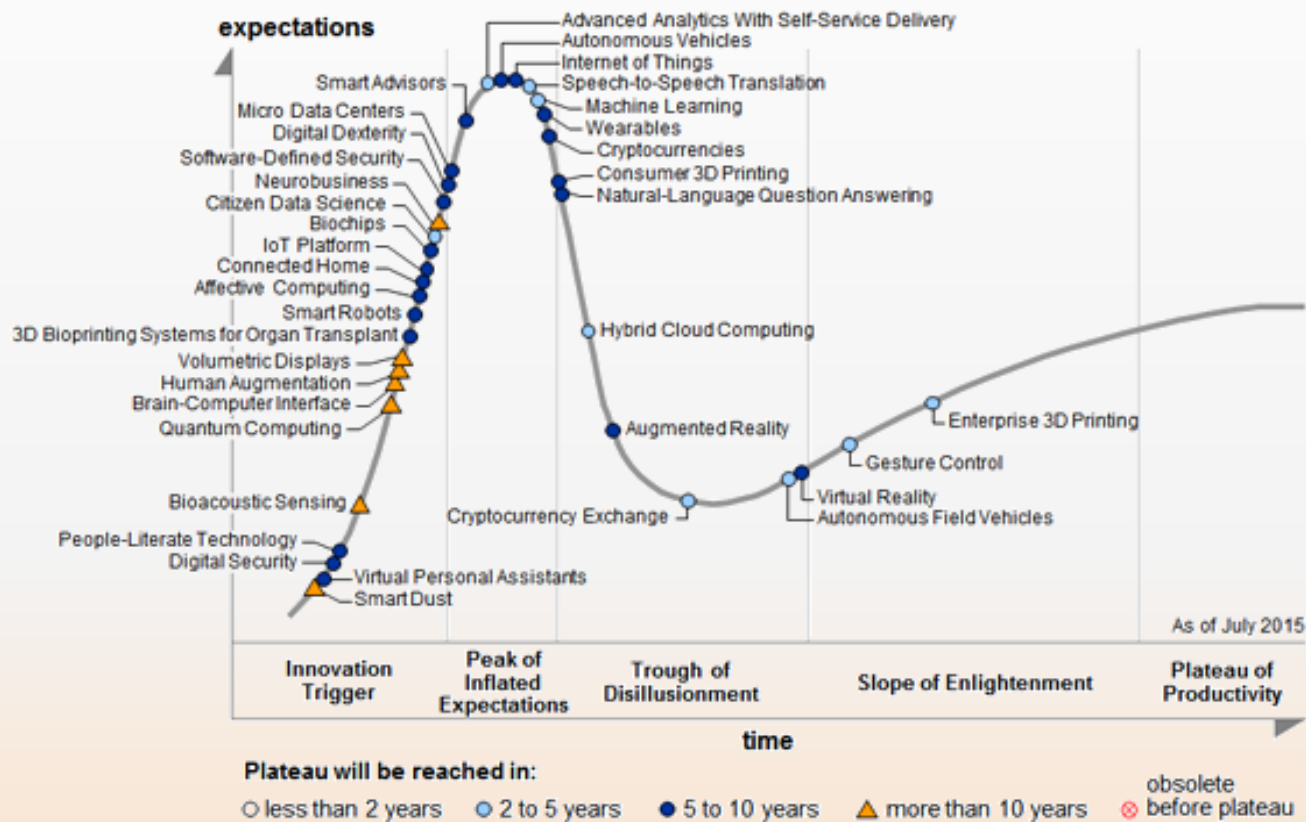 expectations
Advanced Analytics With Self-Service Delivery
Autonomous Vehicles
Internet of Things
Speech-to-Speech Translation
Machine Learning
Wearables
Cryptocurrencies
Consumer 3D Printing
Natural-Language Question Answering
Smart Advisors
Micro Data Centers
Digital Dexterity
Software-Defined Security
Neurobusiness
Citizen Data Science
Biochips
IoT Platform
Connected Home
Affective Computing
Smart Robots
3D Bioprinting Systems for Organ Transplant
Volumetric Displays
Human Augmentation
Brain-Computer Interface
Quantum Computing
Bioacoustic Sensing
People-Literate Technology
Digital Security
Virtual Personal Assistants
Smart Dust
Hybrid Cloud Computing
Augmented Reality
Cryptocurrency Exchange
Enterprise 3D Printing
Gesture Control
Virtual Reality
Autonomous Field Vehicles
As of July 2015
Innovation
Trigger
Peak of
Inflated
Expectations
Trough of
Disillusionment
Slope of Enlightenment
Plateau of
Productivity
time
Plateau will be reached in:
less than 2 years
2 to 5 years
5 to 10 years
more than 10 years
obsolete
before plateau